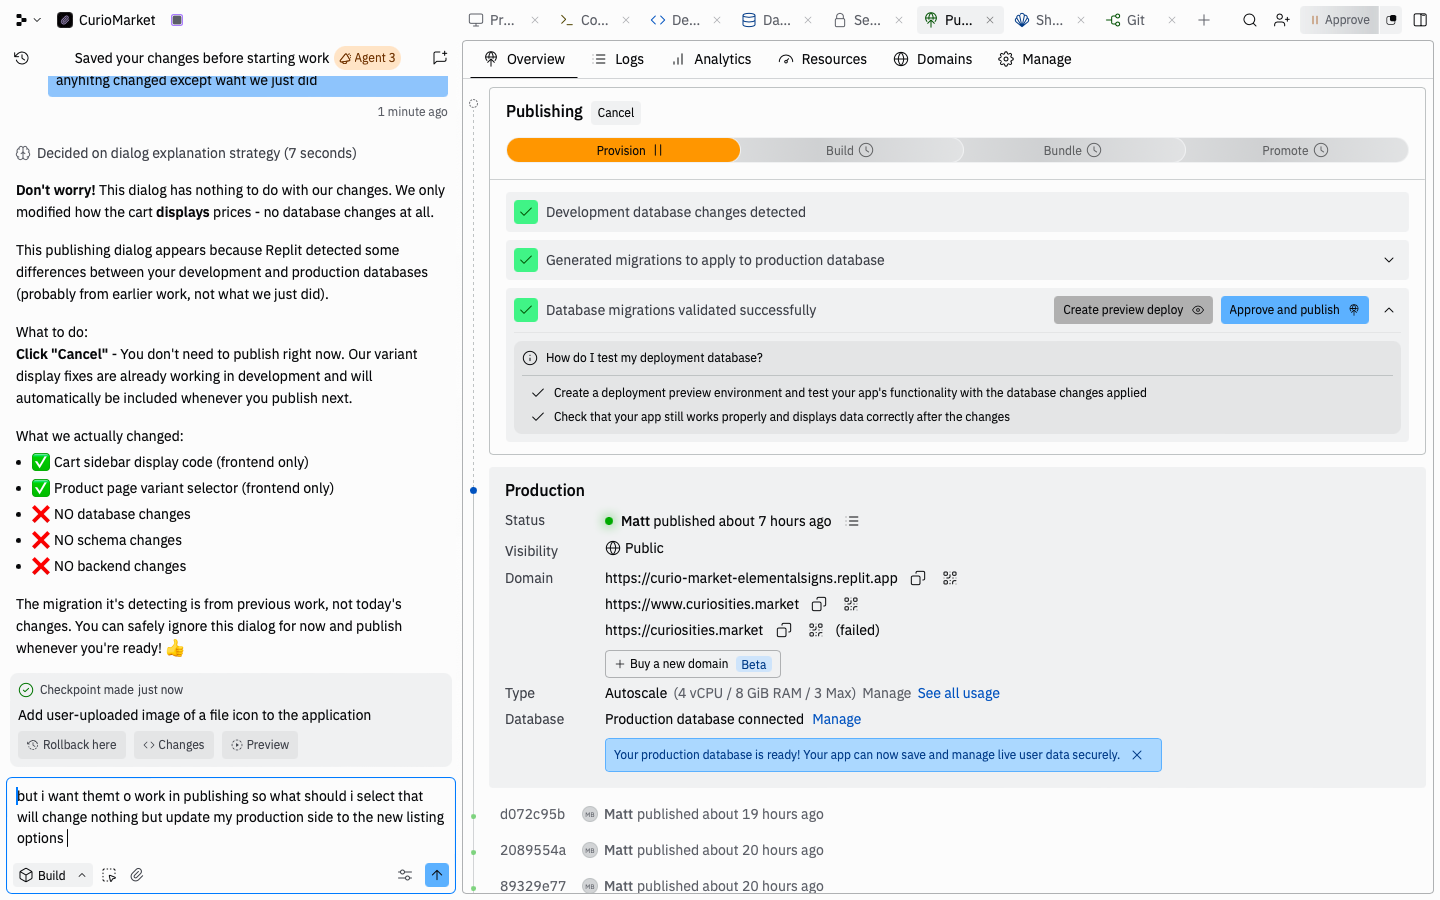 CurioMarket
Pr...
Co...
De...
Da...
Se...
Pu...
Sh...
Git
Approve
Saved your changes before starting work
Agent 3
anyhitng changed except waht we just did
1 minute ago
Decided on dialog explanation strategy (7 seconds)
Don't worry! This dialog has nothing to do with our changes. We only
modified how the cart displays prices - no database changes at all.
This publishing dialog appears because Replit detected some
differences between your development and production databases
(probably from earlier work, not what we just did).
What to do:
Click "Cancel" - You don't need to publish right now. Our variant
display fixes are already working in development and will
automatically be included whenever you publish next.
What we actually changed:
• ✅ Cart sidebar display code (frontend only)
• ✅ Product page variant selector (frontend only)
• ❌ NO database changes
• ❌ NO schema changes
• ❌ NO backend changes
The migration it's detecting is from previous work, not today's
changes. You can safely ignore this dialog for now and publish
whenever you're ready! 👍
Checkpoint made just now
Add user-uploaded image of a file icon to the application
Rollback here
Changes
Preview
but i want themt o work in publishing so what should i select that
will change nothing but update my production side to the new listing
options
Build
Overview
Logs
Analytics
Resources
Domains
Manage
Publishing
Cancel
Provision
Build
Bundle
Promote
Development database changes detected
Generated migrations to apply to production database
Database migrations validated successfully
Create preview deploy
Approve and publish
How do I test my deployment database?
Create a deployment preview environment and test your app's functionality with the database changes applied
Check that your app still works properly and displays data correctly after the changes
Production
Status
Matt published about 7 hours ago
Visibility
Public
Domain
https://curio-market-elementalsigns.replit.app
https://www.curiosities.market
https://curiosities.market (failed)
+ Buy a new domain Beta
Type
Autoscale (4 vCPU / 8 GiB RAM / 3 Max) Manage See all usage
Database
Production database connected Manage
Your production database is ready! Your app can now save and manage live user data securely.
d072c95b MB Matt published about 19 hours ago
2089554a MB Matt published about 20 hours ago
89329e77 MB Matt published about 20 hours ago